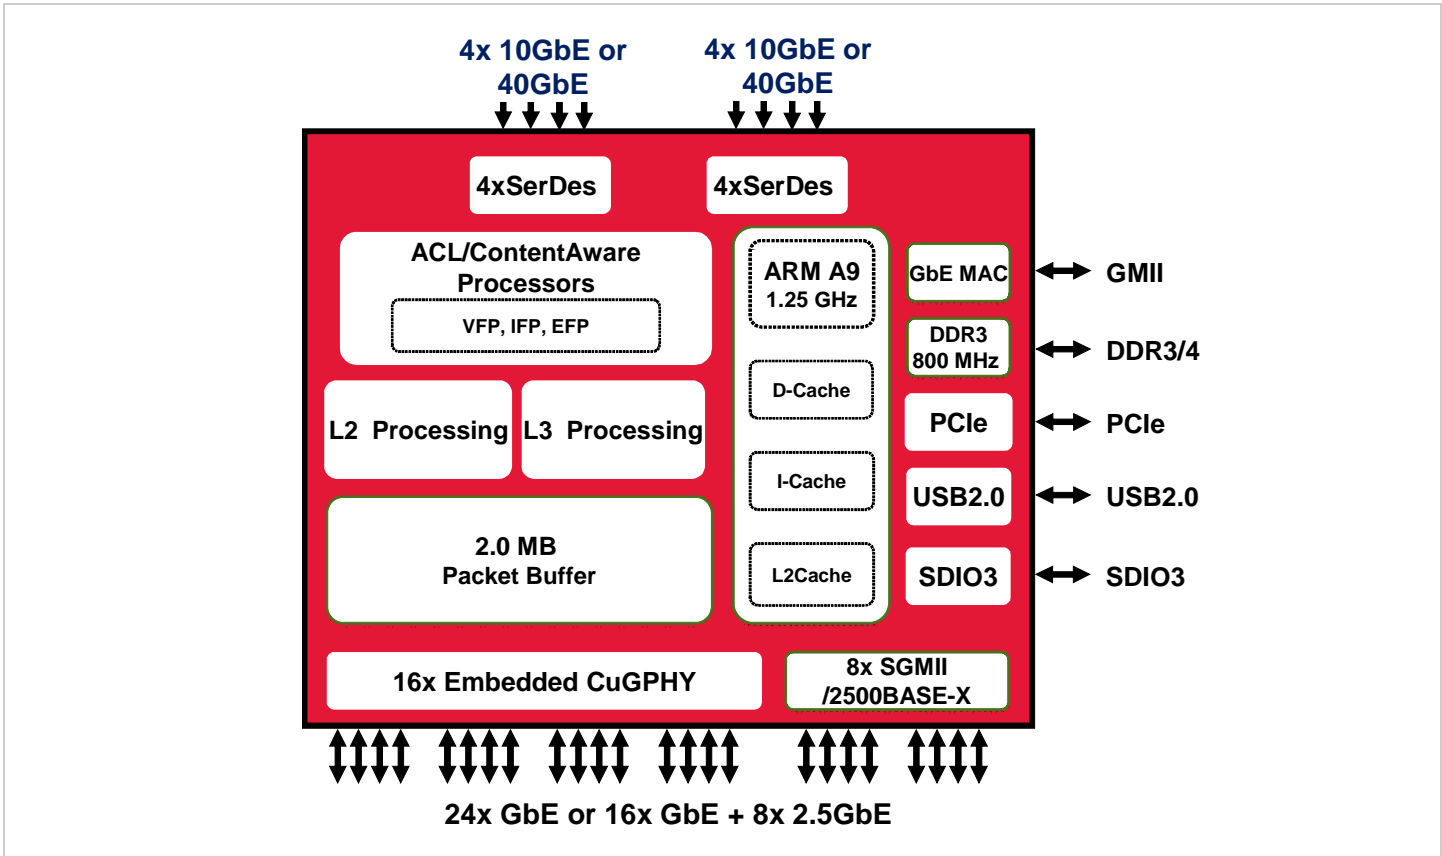 4x 10GbE or
40GbE
4x 10GbE or
40GbE
4xSerDes
4xSerDes
ACL/ContentAware
Processors
VFP, IFP, EFP
L2 Processing
L3 Processing
2.0 MB
Packet Buffer
ARM A9
1.25 GHz
D-Cache
I-Cache
L2Cache
GbE MAC
DDR3
800 MHz
PCIe
USB2.0
SDIO3
GMII
DDR3/4
PCIe
USB2.0
SDIO3
16x Embedded CuGPHY
8x SGMII
/2500BASE-X
24x GbE or 16x GbE + 8x 2.5GbE